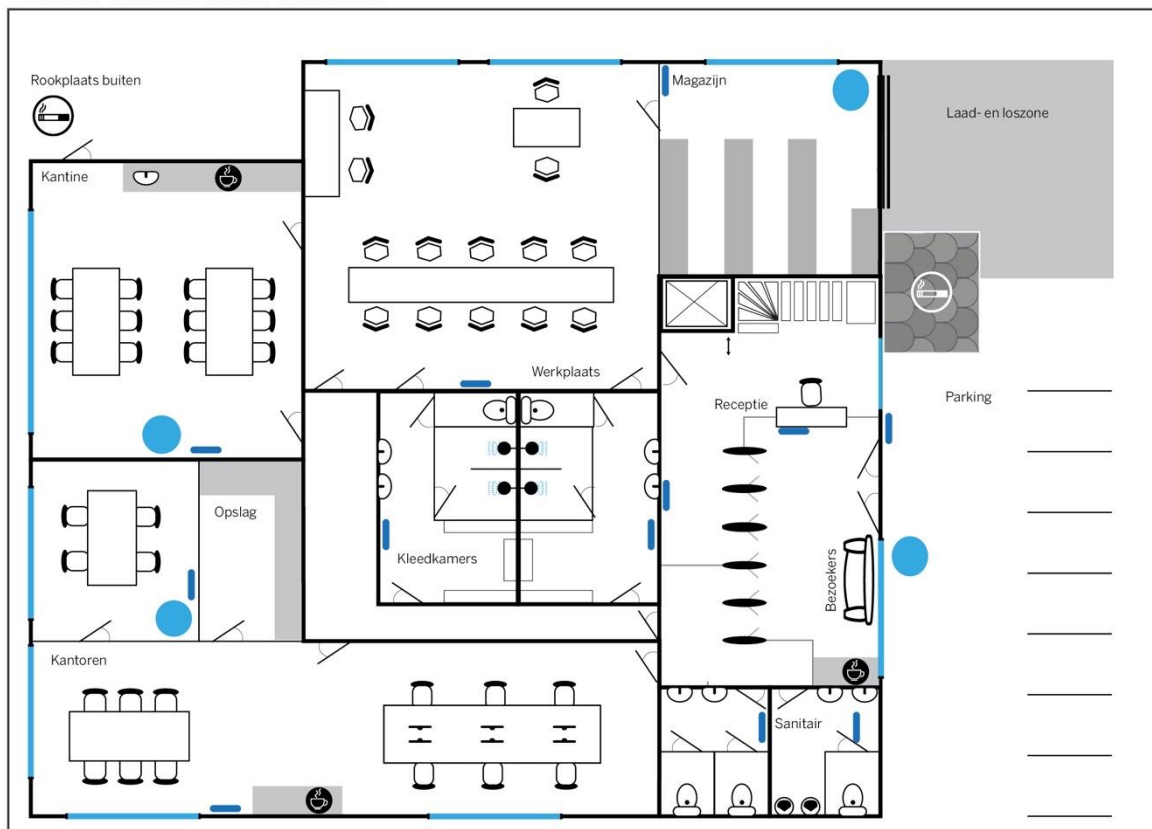 Rookplaats buiten
Magazijn
Laad- en loszone
Kantine
Werkplaats
Receptie
Parking
Opslag
Kleedkamers
Bezoekers
Kantoren
Sanitair